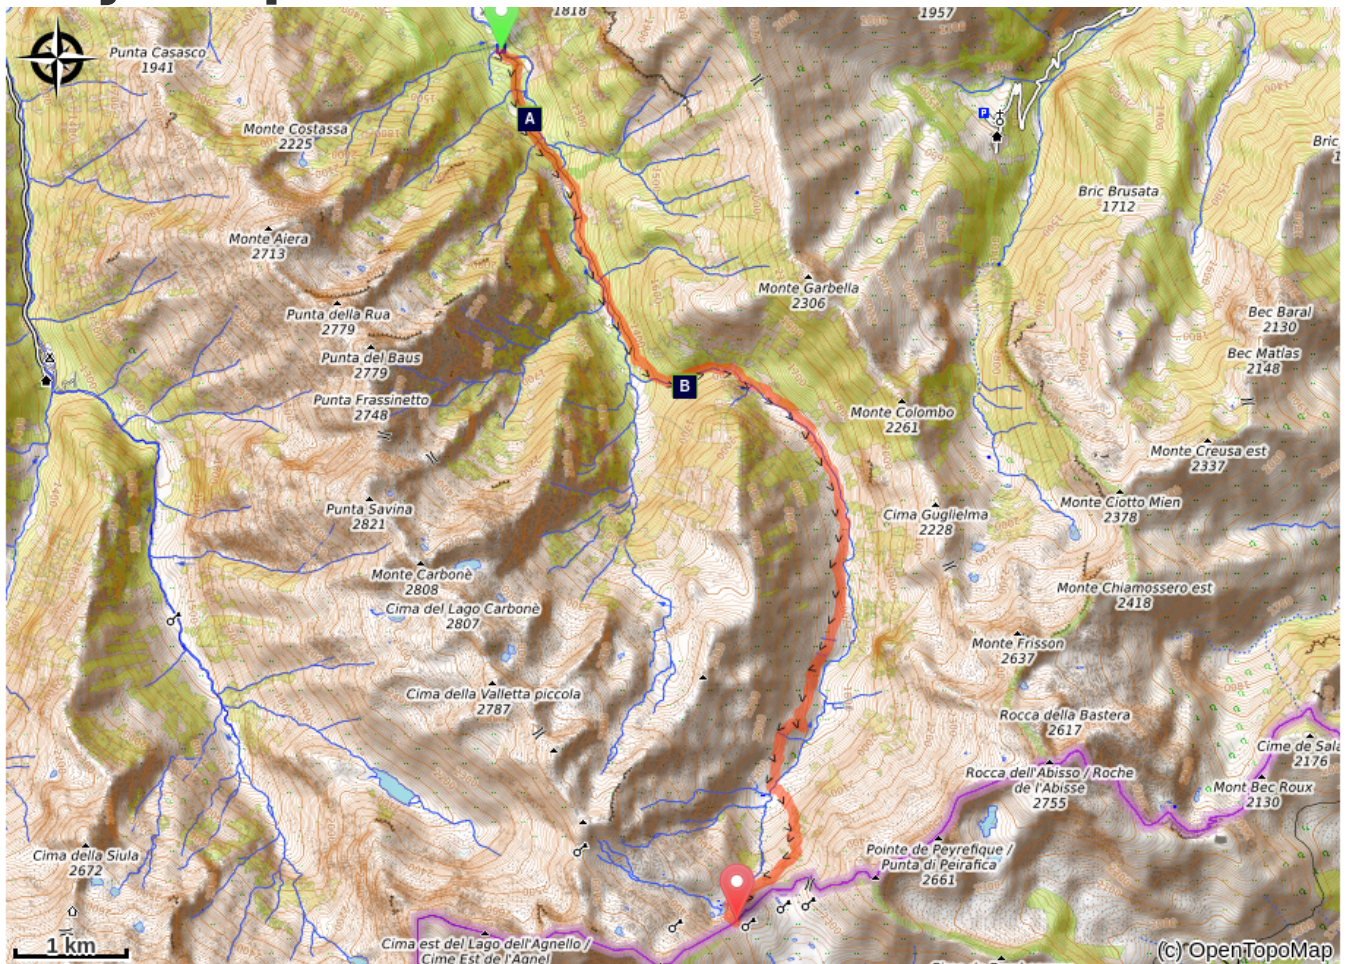 1818
1957
Punta Casasco
1941
Monte Costassa
2225
A
P
Bric
Bric Brusata
1712
Monte Aiera
2713
Monte Garbella
2306
Punta della Rua
2779
Bec Baral
2130
Punta del Baus
2779
Bec Matlas
2148
B
Punta Frassinetto
2748
Monte Colombo
2261
Monte Creusa est
2337
Punta Savina
2821
Cima Guglielma
2228
Monte Ciotto Mien
2378
Monte Carbonè
2808
Monte Chiamossero est
2418
Cima del Lago Carbonè
2807
Monte Frisson
2637
Cima della Valletta piccola
2787
Rocca della Bastera
2617
Cime de Sala
2176
Rocca dell'Abisso / Roche
de l'Abisse
2755
Mont Bec Roux
2130
Cima della Siula
2672
Pointe de Peyrefique /
Punta di Peirafica
2661
Cima est del Lago dell'Agnello /
Cime Est de l'Agnel
1 km
(c) OpenTopoMap